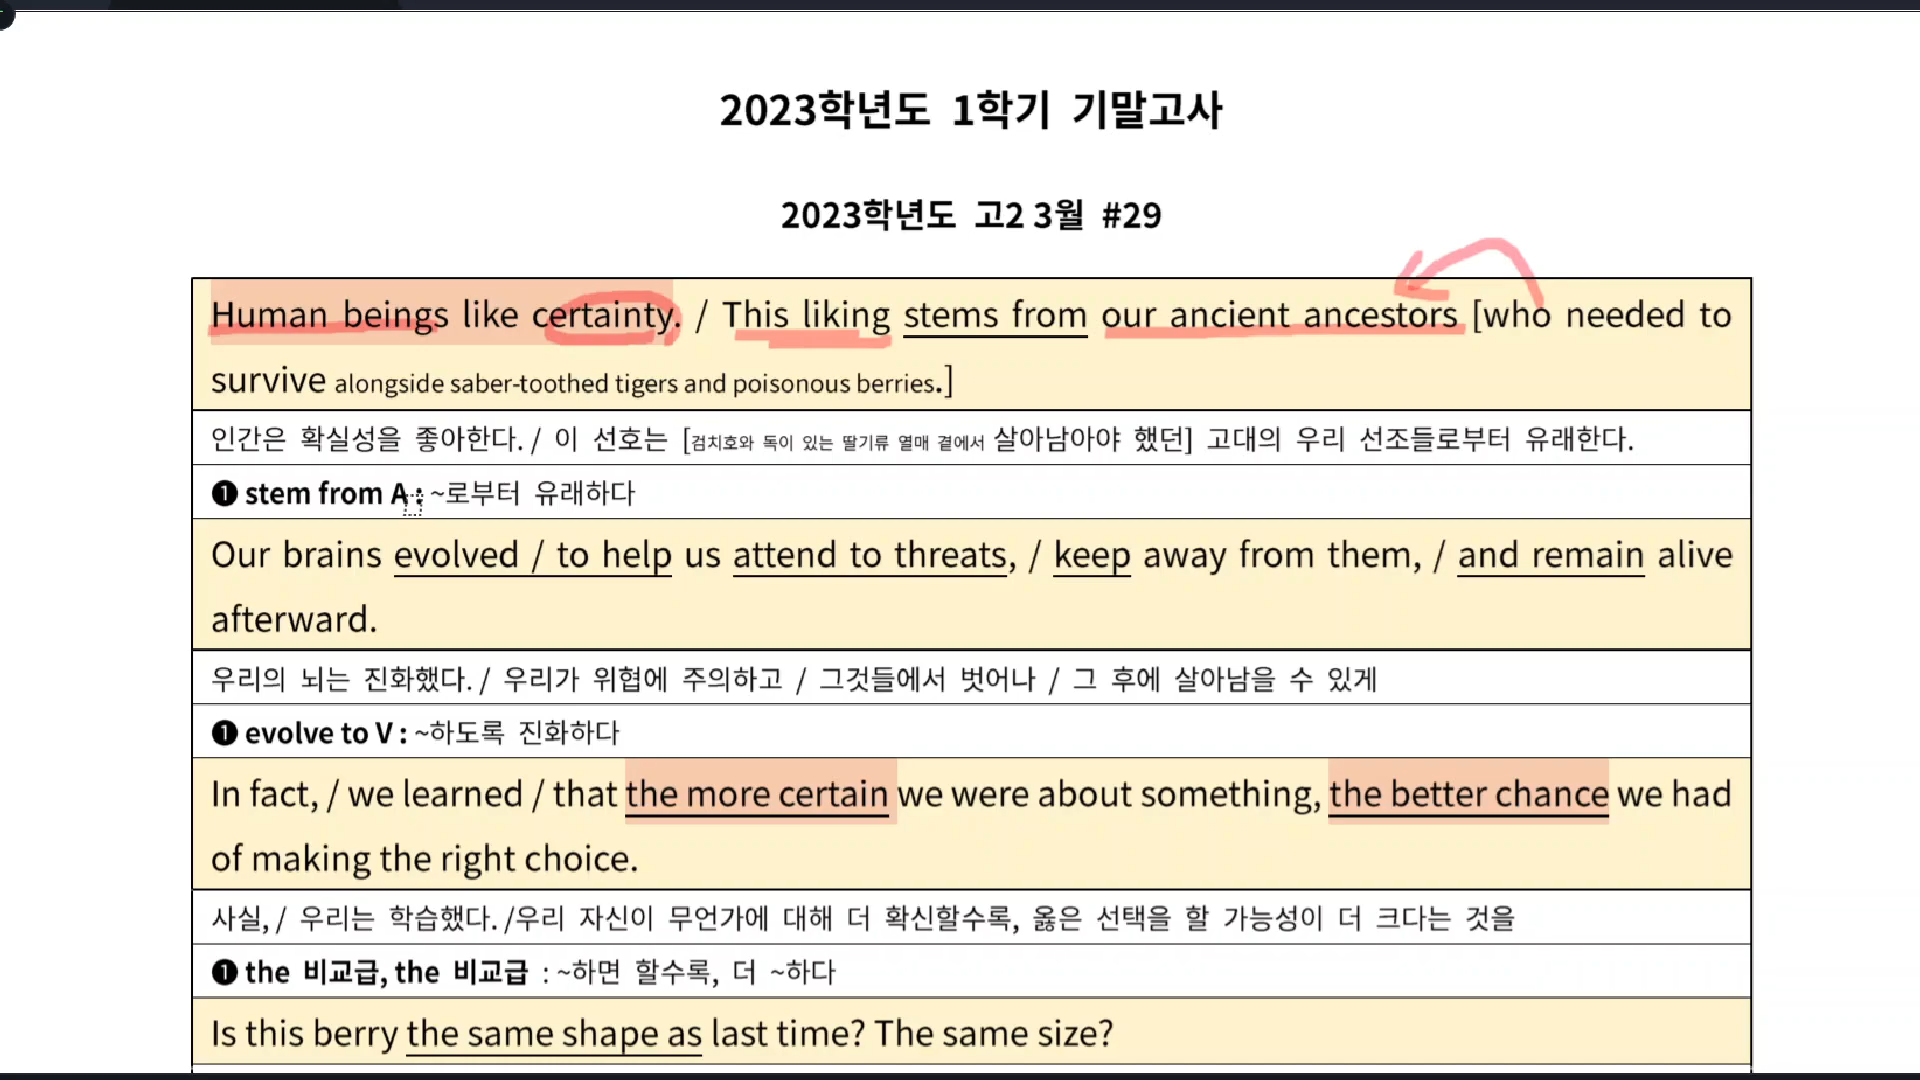 2023학년도 1학기 기말고사
2023학년도 고2 3월 #29
Human beings like certainty. / This liking stems from our ancient ancestors [who needed to
survive alongside saber-toothed tigers and poisonous berries.]
인간은 확실성을 좋아한다. / 이 선호는 [검치호와 독이 있는 딸기류 열매 곁에서 살아남아야 했던] 고대의 우리 선조들로부터 유래한다.
❶ stem from A : ~로부터 유래하다
Our brains evolved / to help us attend to threats, / keep away from them, / and remain alive
afterward.
우리의 뇌는 진화했다. / 우리가 위협에 주의하고 / 그것들에서 벗어나 / 그 후에 살아남을 수 있게
❶ evolve to V : ~하도록 진화하다
In fact, / we learned / that the more certain we were about something, the better chance we had
of making the right choice.
사실, / 우리는 학습했다. /우리 자신이 무언가에 대해 더 확신할수록, 옳은 선택을 할 가능성이 더 크다는 것을
❶ the 비교급, the 비교급 : ~하면 할수록, 더 ~하다
Is this berry the same shape as last time? The same size?